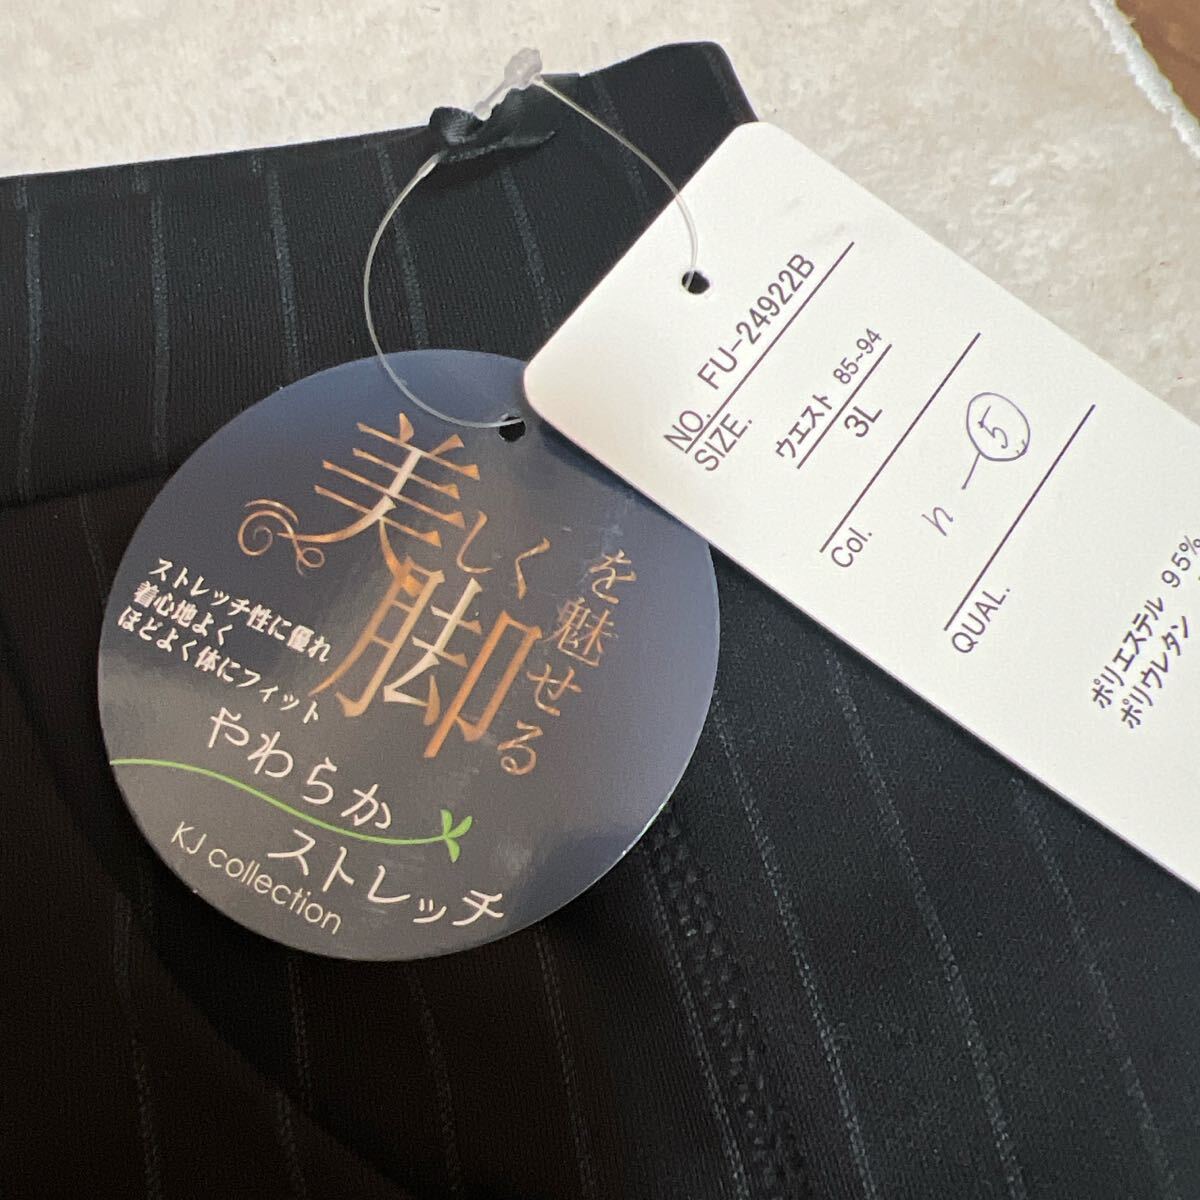 美しく
脚を魅せる
ストレッチ性に優れ
着心地よく
ほどよく体にフィット
やわらか
ストレッチ
KJ collection
NO. FU-24922B
SIZE.
ウエスト 85~94
3L
Col.
h-⑤
QUAL.
ポリエステル 95%
ポリウレタン